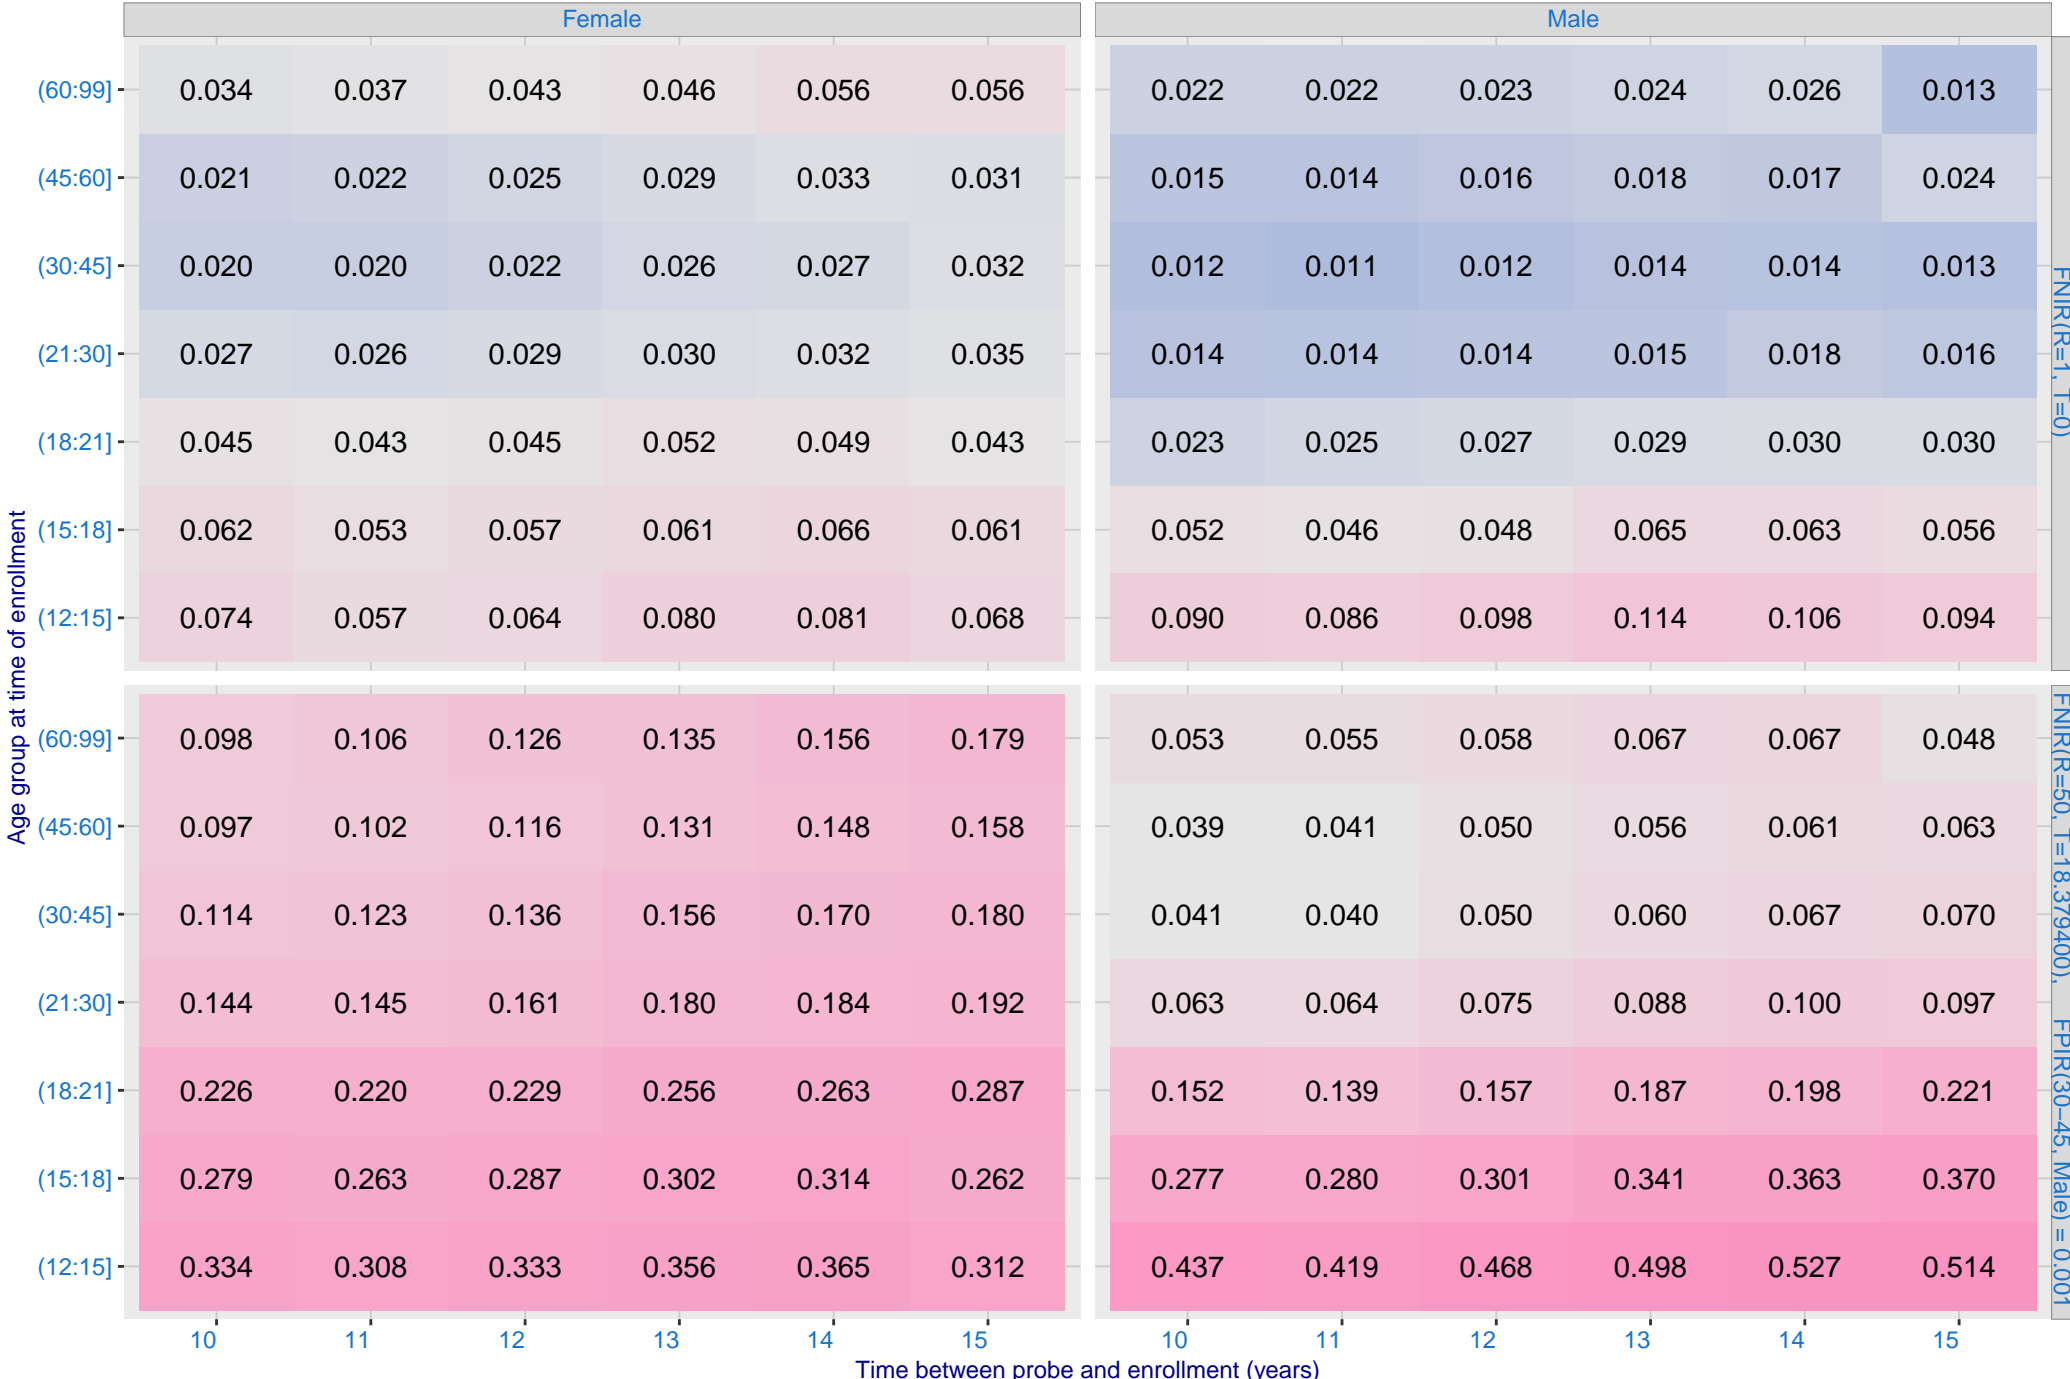 Female Male
(60:99] 0.034 0.037 0.043 0.046 0.056 0.056 0.022 0.022 0.023 0.024 0.026 0.013
(45:60] 0.021 0.022 0.025 0.029 0.033 0.031 0.015 0.014 0.016 0.018 0.017 0.024
(30:45] 0.020 0.020 0.022 0.026 0.027 0.032 0.012 0.011 0.012 0.014 0.014 0.013
(21:30] 0.027 0.026 0.029 0.030 0.032 0.035 0.014 0.014 0.014 0.015 0.018 0.016
(18:21] 0.045 0.043 0.045 0.052 0.049 0.043 0.023 0.025 0.027 0.029 0.030 0.030
(15:18] 0.062 0.053 0.057 0.061 0.066 0.061 0.052 0.046 0.048 0.065 0.063 0.056
(12:15] 0.074 0.057 0.064 0.080 0.081 0.068 0.090 0.086 0.098 0.114 0.106 0.094
FNIR(R=1, T=0)
Age group at time of enrollment
(60:99] 0.098 0.106 0.126 0.135 0.156 0.179 0.053 0.055 0.058 0.067 0.067 0.048
(45:60] 0.097 0.102 0.116 0.131 0.148 0.158 0.039 0.041 0.050 0.056 0.061 0.063
(30:45] 0.114 0.123 0.136 0.156 0.170 0.180 0.041 0.040 0.050 0.060 0.067 0.070
(21:30] 0.144 0.145 0.161 0.180 0.184 0.192 0.063 0.064 0.075 0.088 0.100 0.097
(18:21] 0.226 0.220 0.229 0.256 0.263 0.287 0.152 0.139 0.157 0.187 0.198 0.221
(15:18] 0.279 0.263 0.287 0.302 0.314 0.262 0.277 0.280 0.301 0.341 0.363 0.370
(12:15] 0.334 0.308 0.333 0.356 0.365 0.312 0.437 0.419 0.468 0.498 0.527 0.514
FNIR(R=50, T=18.379400), FPIR(30−45, Male) = 0.001
10 11 12 13 14 15 10 11 12 13 14 15
Time between probe and enrollment (years)